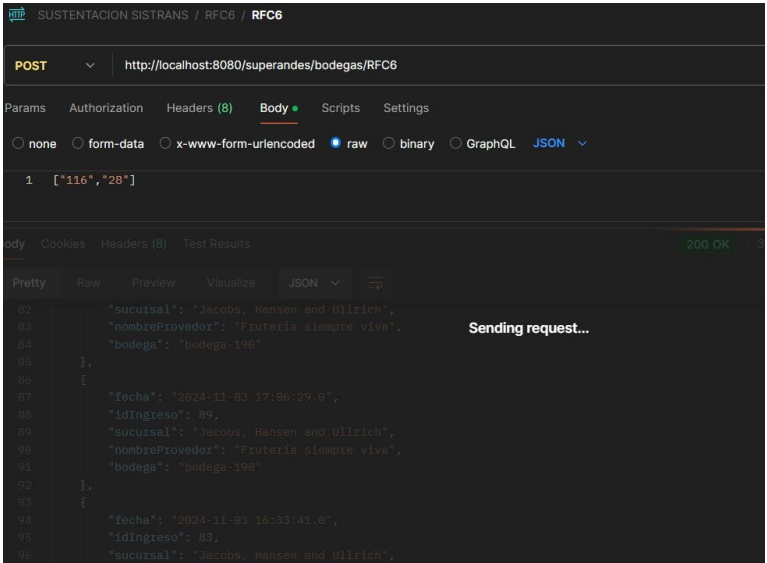 HTTP SUSTENTACION SISTRANS / RFC6 / RFC6
POST http://localhost:8080/superandes/bodegas/RFC6
Params Authorization Headers (8) Body Scripts Settings
none form-data x-www-form-urlencoded raw binary GraphQL JSON
1 ["116","28"]
ody Cookies Headers (8) Test Results 200 OK 3
Pretty Raw Preview Visualize JSON
82 "sucursal": "Jacobs, Hansen and Ullrich",
83 "nombreProvedor": "Fruteria siempre viva",
84 "bodega": "bodega-190"
85 },
Sending request...
86 {
87 "fecha": "2024-11-03 17:06:29.0",
88 "idIngreso": 89,
89 "sucursal": "Jacobs, Hansen and Ullrich",
90 "nombreProvedor": "Fruteria siempre viva",
91 "bodega": "bodega-190"
92 },
93 {
94 "fecha": "2024-11-03 16:33:41.0",
95 "idIngreso": 83,
96 "sucursal": "Jacobs, Hansen and Ullrich",